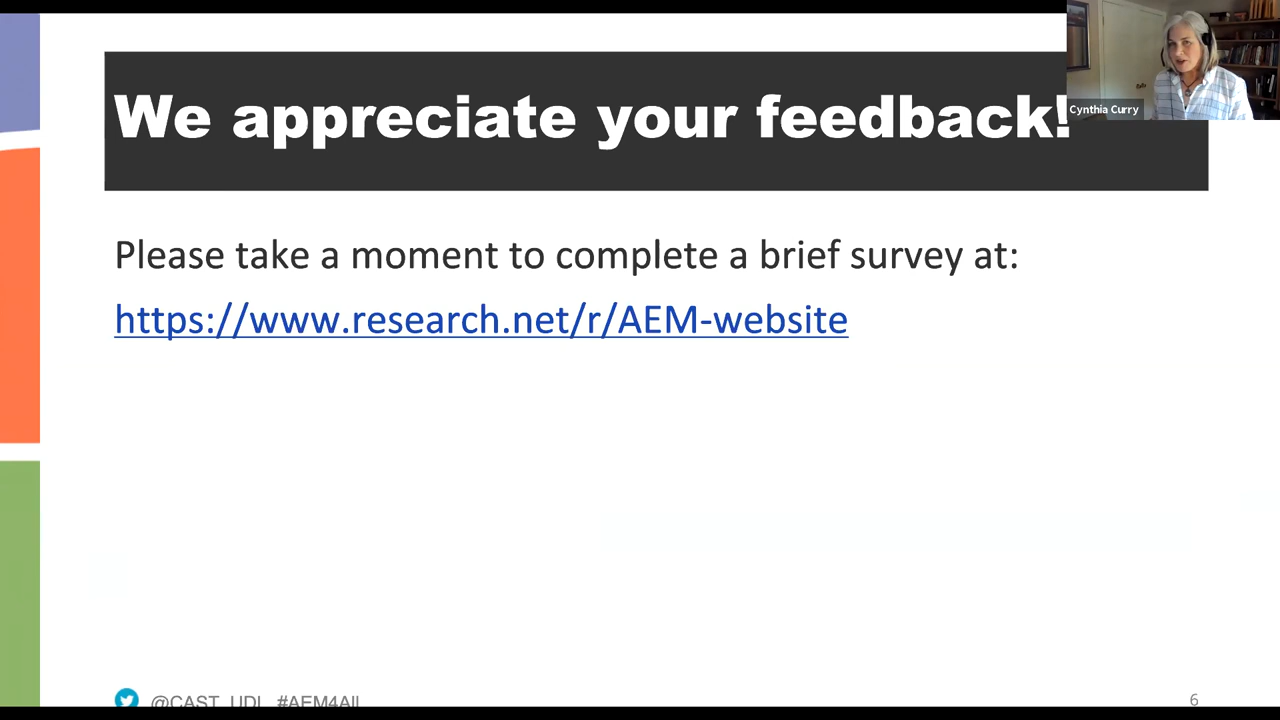 We appreciate your feedback!
Cynthia Curry
Please take a moment to complete a brief survey at:
https://www.research.net/r/AEM-website
@CAST_UDL #AEM4All
6